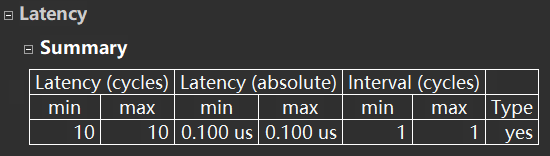 Latency
Summary
Latency (cycles) Latency (absolute) Interval (cycles)
min max min max min max Type
10 10 0.100 us 0.100 us 1 1 yes